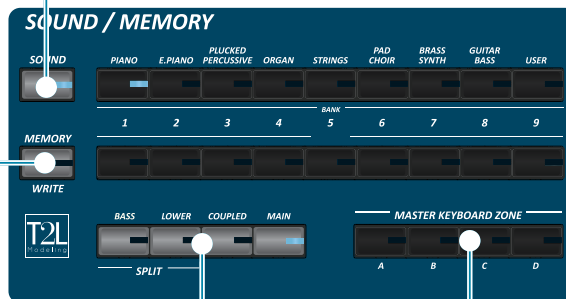 SOUND / MEMORY
SOUND
PIANO E.PIANO PLUCKED PERCUSSIVE ORGAN STRINGS PAD CHOIR BRASS SYNTH GUITAR BASS USER
BANK
1 2 3 4 5 6 7 8 9
MEMORY
WRITE
BASS LOWER COUPLED MAIN
SPLIT
MASTER KEYBOARD ZONE
A B C D
T2L
Modeling